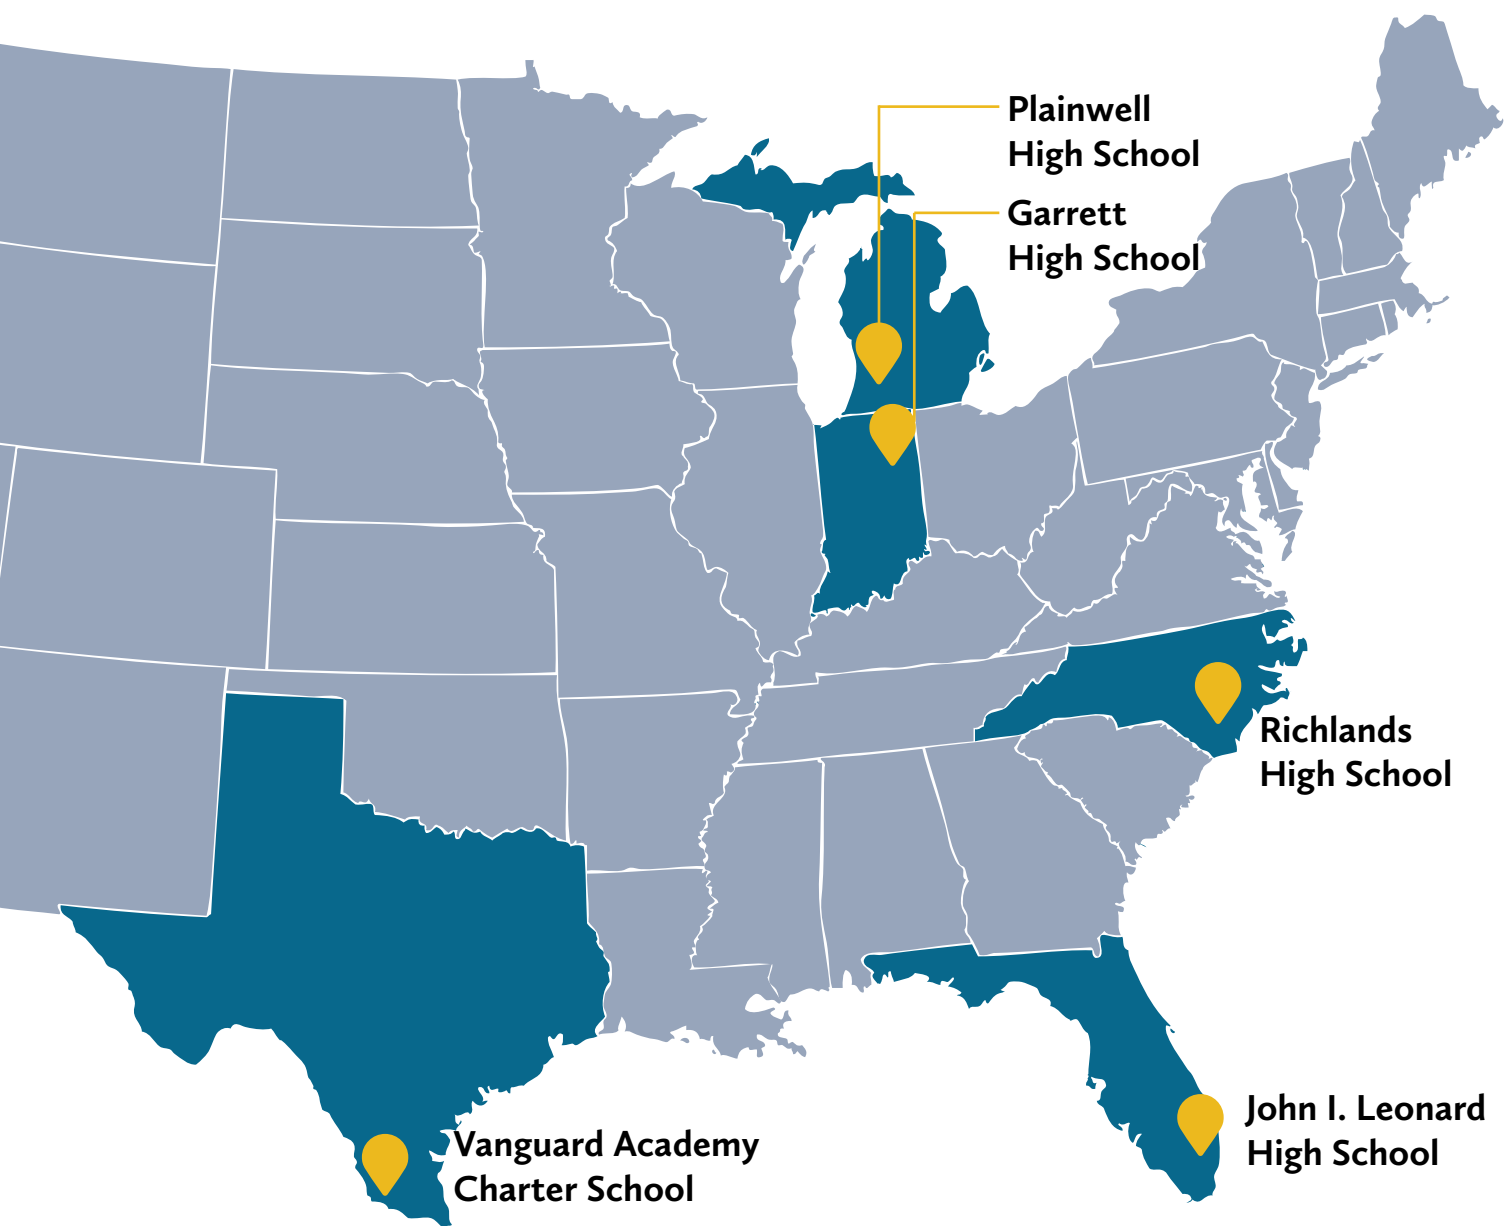 Plainwell
High School
Garrett
High School
Richlands
High School
John I. Leonard
High School
Vanguard Academy
Charter School